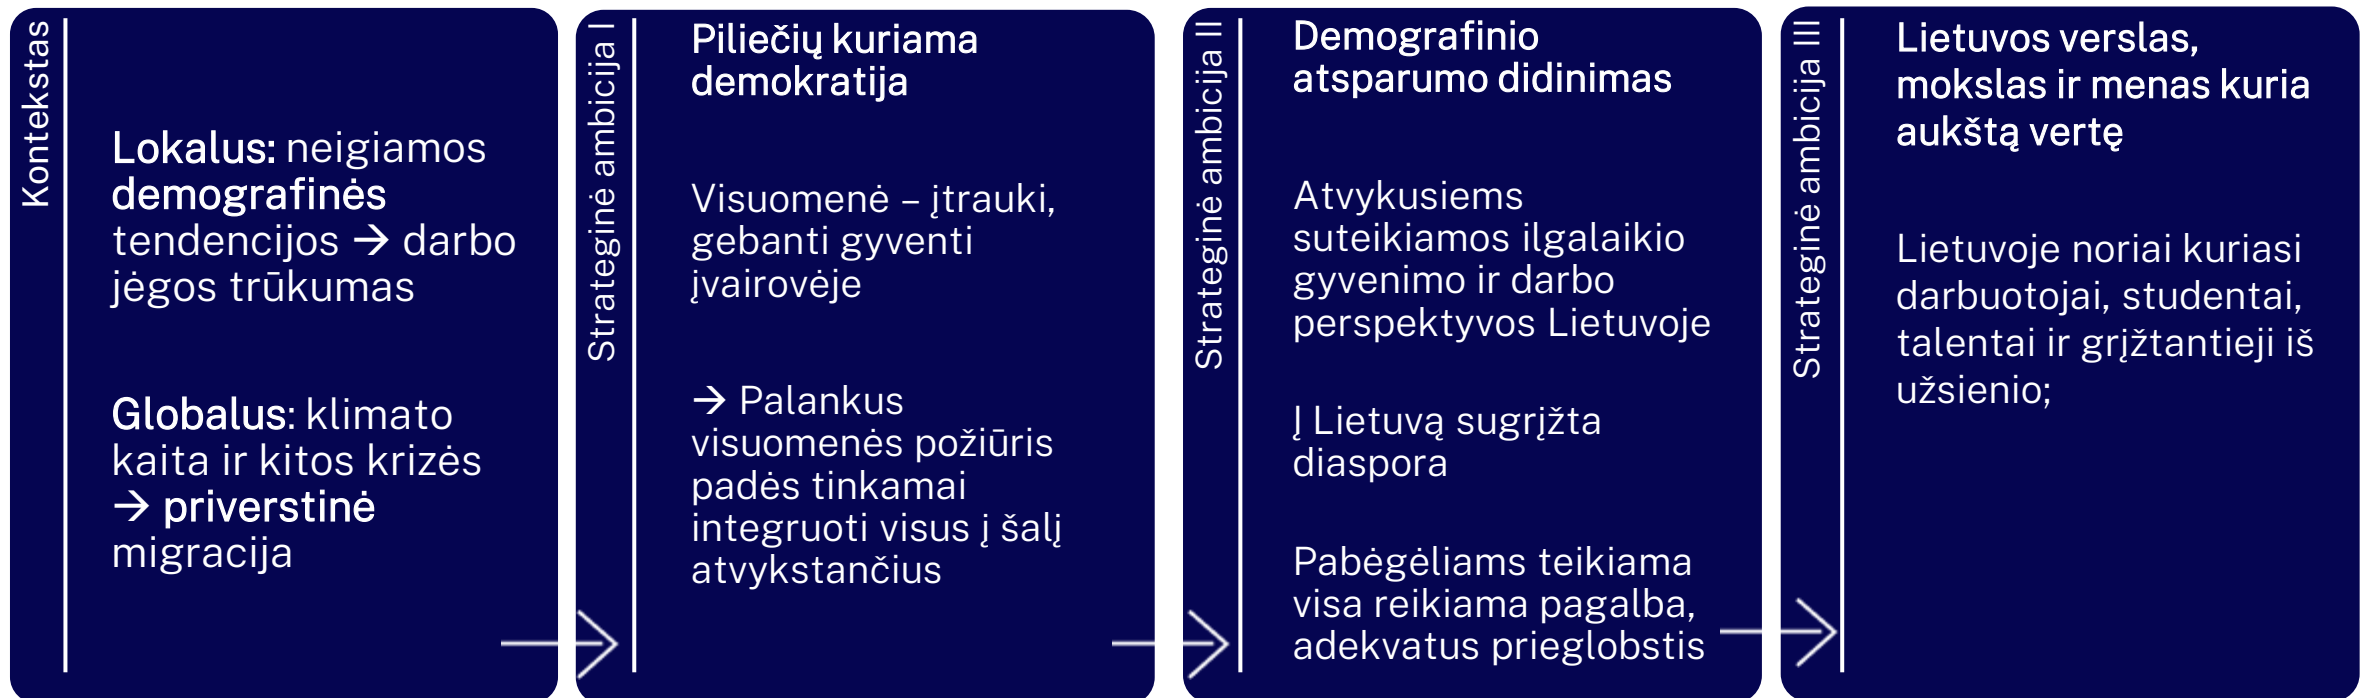 Kontekstas
Lokalus: neigiamos
demografinės
tendencijos → darbo
jėgos trūkumas
Globalus: klimato
kaita ir kitos krizės
→ priverstinė
migracija
Strateginė ambicija I
Piliečių kuriama
demokratija
Visuomenė – įtrauki,
gebanti gyventi
įvairovėje
→ Palankus
visuomenės požiūris
padės tinkamai
integruoti visus į šalį
atvykstančius
Strateginė ambicija II
Demografinio
atsparumo didinimas
Atvykusiems
suteikiamos ilgalaikio
gyvenimo ir darbo
perspektyvos Lietuvoje
Į Lietuvą sugrįžta
diaspora
Pabėgėliams teikiama
visa reikiama pagalba,
adekvatus prieglobstis
Strateginė ambicija III
Lietuvos verslas,
mokslas ir menas kuria
aukštą vertę
Lietuvoje noriai kuriasi
darbuotojai, studentai,
talentai ir grįžtantieji iš
užsienio;